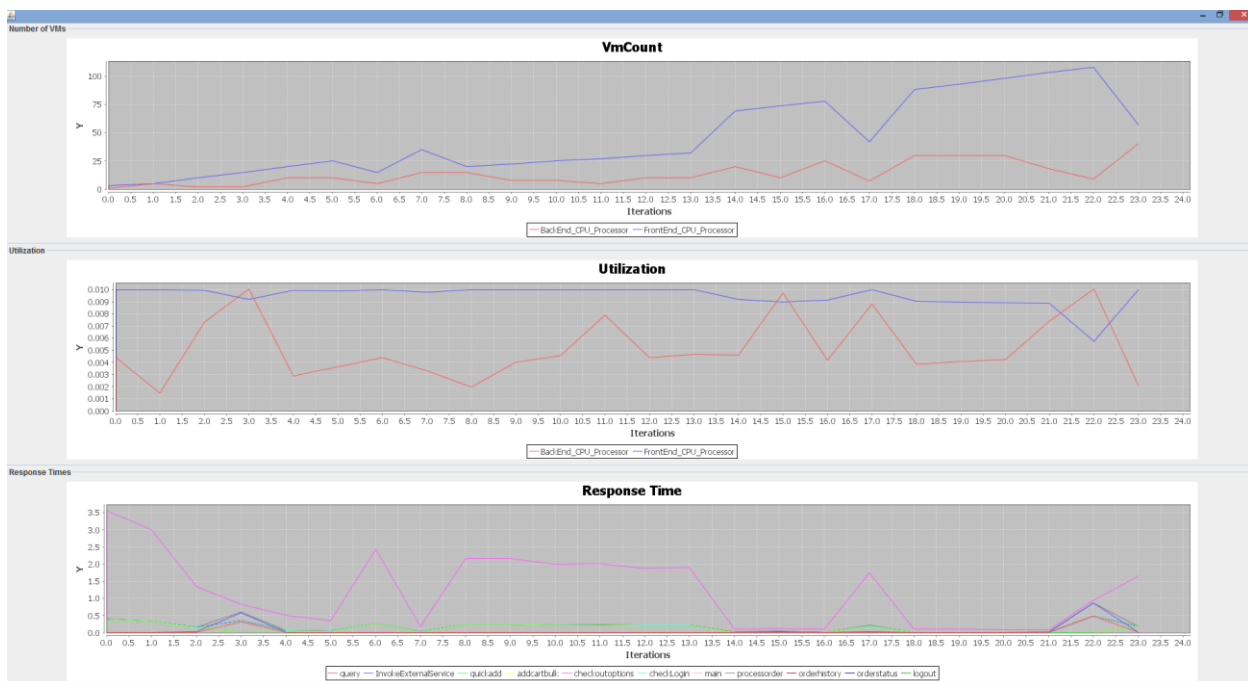 Number of VMs
VmCount
100
75
50
25
0
Y
0.0 0.5 1.0 1.5 2.0 2.5 3.0 3.5 4.0 4.5 5.0 5.5 6.0 6.5 7.0 7.5 8.0 8.5 9.0 9.5 10.0 10.5 11.0 11.5 12.0 12.5 13.0 13.5 14.0 14.5 15.0 15.5 16.0 16.5 17.0 17.5 18.0 18.5 19.0 19.5 20.0 20.5 21.0 21.5 22.0 22.5 23.0 23.5 24.0
Iterations
BackEnd_CPU_Processor FrontEnd_CPU_Processor
Utilization
Utilization
0.010
0.009
0.008
0.007
0.006
0.005
0.004
0.003
0.002
0.001
0.000
Y
0.0 0.5 1.0 1.5 2.0 2.5 3.0 3.5 4.0 4.5 5.0 5.5 6.0 6.5 7.0 7.5 8.0 8.5 9.0 9.5 10.0 10.5 11.0 11.5 12.0 12.5 13.0 13.5 14.0 14.5 15.0 15.5 16.0 16.5 17.0 17.5 18.0 18.5 19.0 19.5 20.0 20.5 21.0 21.5 22.0 22.5 23.0 23.5 24.0
Iterations
BackEnd_CPU_Processor FrontEnd_CPU_Processor
Response Times
Response Time
3.5
3.0
2.5
2.0
1.5
1.0
0.5
0.0
Y
0.0 0.5 1.0 1.5 2.0 2.5 3.0 3.5 4.0 4.5 5.0 5.5 6.0 6.5 7.0 7.5 8.0 8.5 9.0 9.5 10.0 10.5 11.0 11.5 12.0 12.5 13.0 13.5 14.0 14.5 15.0 15.5 16.0 16.5 17.0 17.5 18.0 18.5 19.0 19.5 20.0 20.5 21.0 21.5 22.0 22.5 23.0 23.5 24.0
Iterations
query InvokeExternalService quickadd addcartbulk checkoutoptions checkLogin main processorder orderhistory orderstatus logout